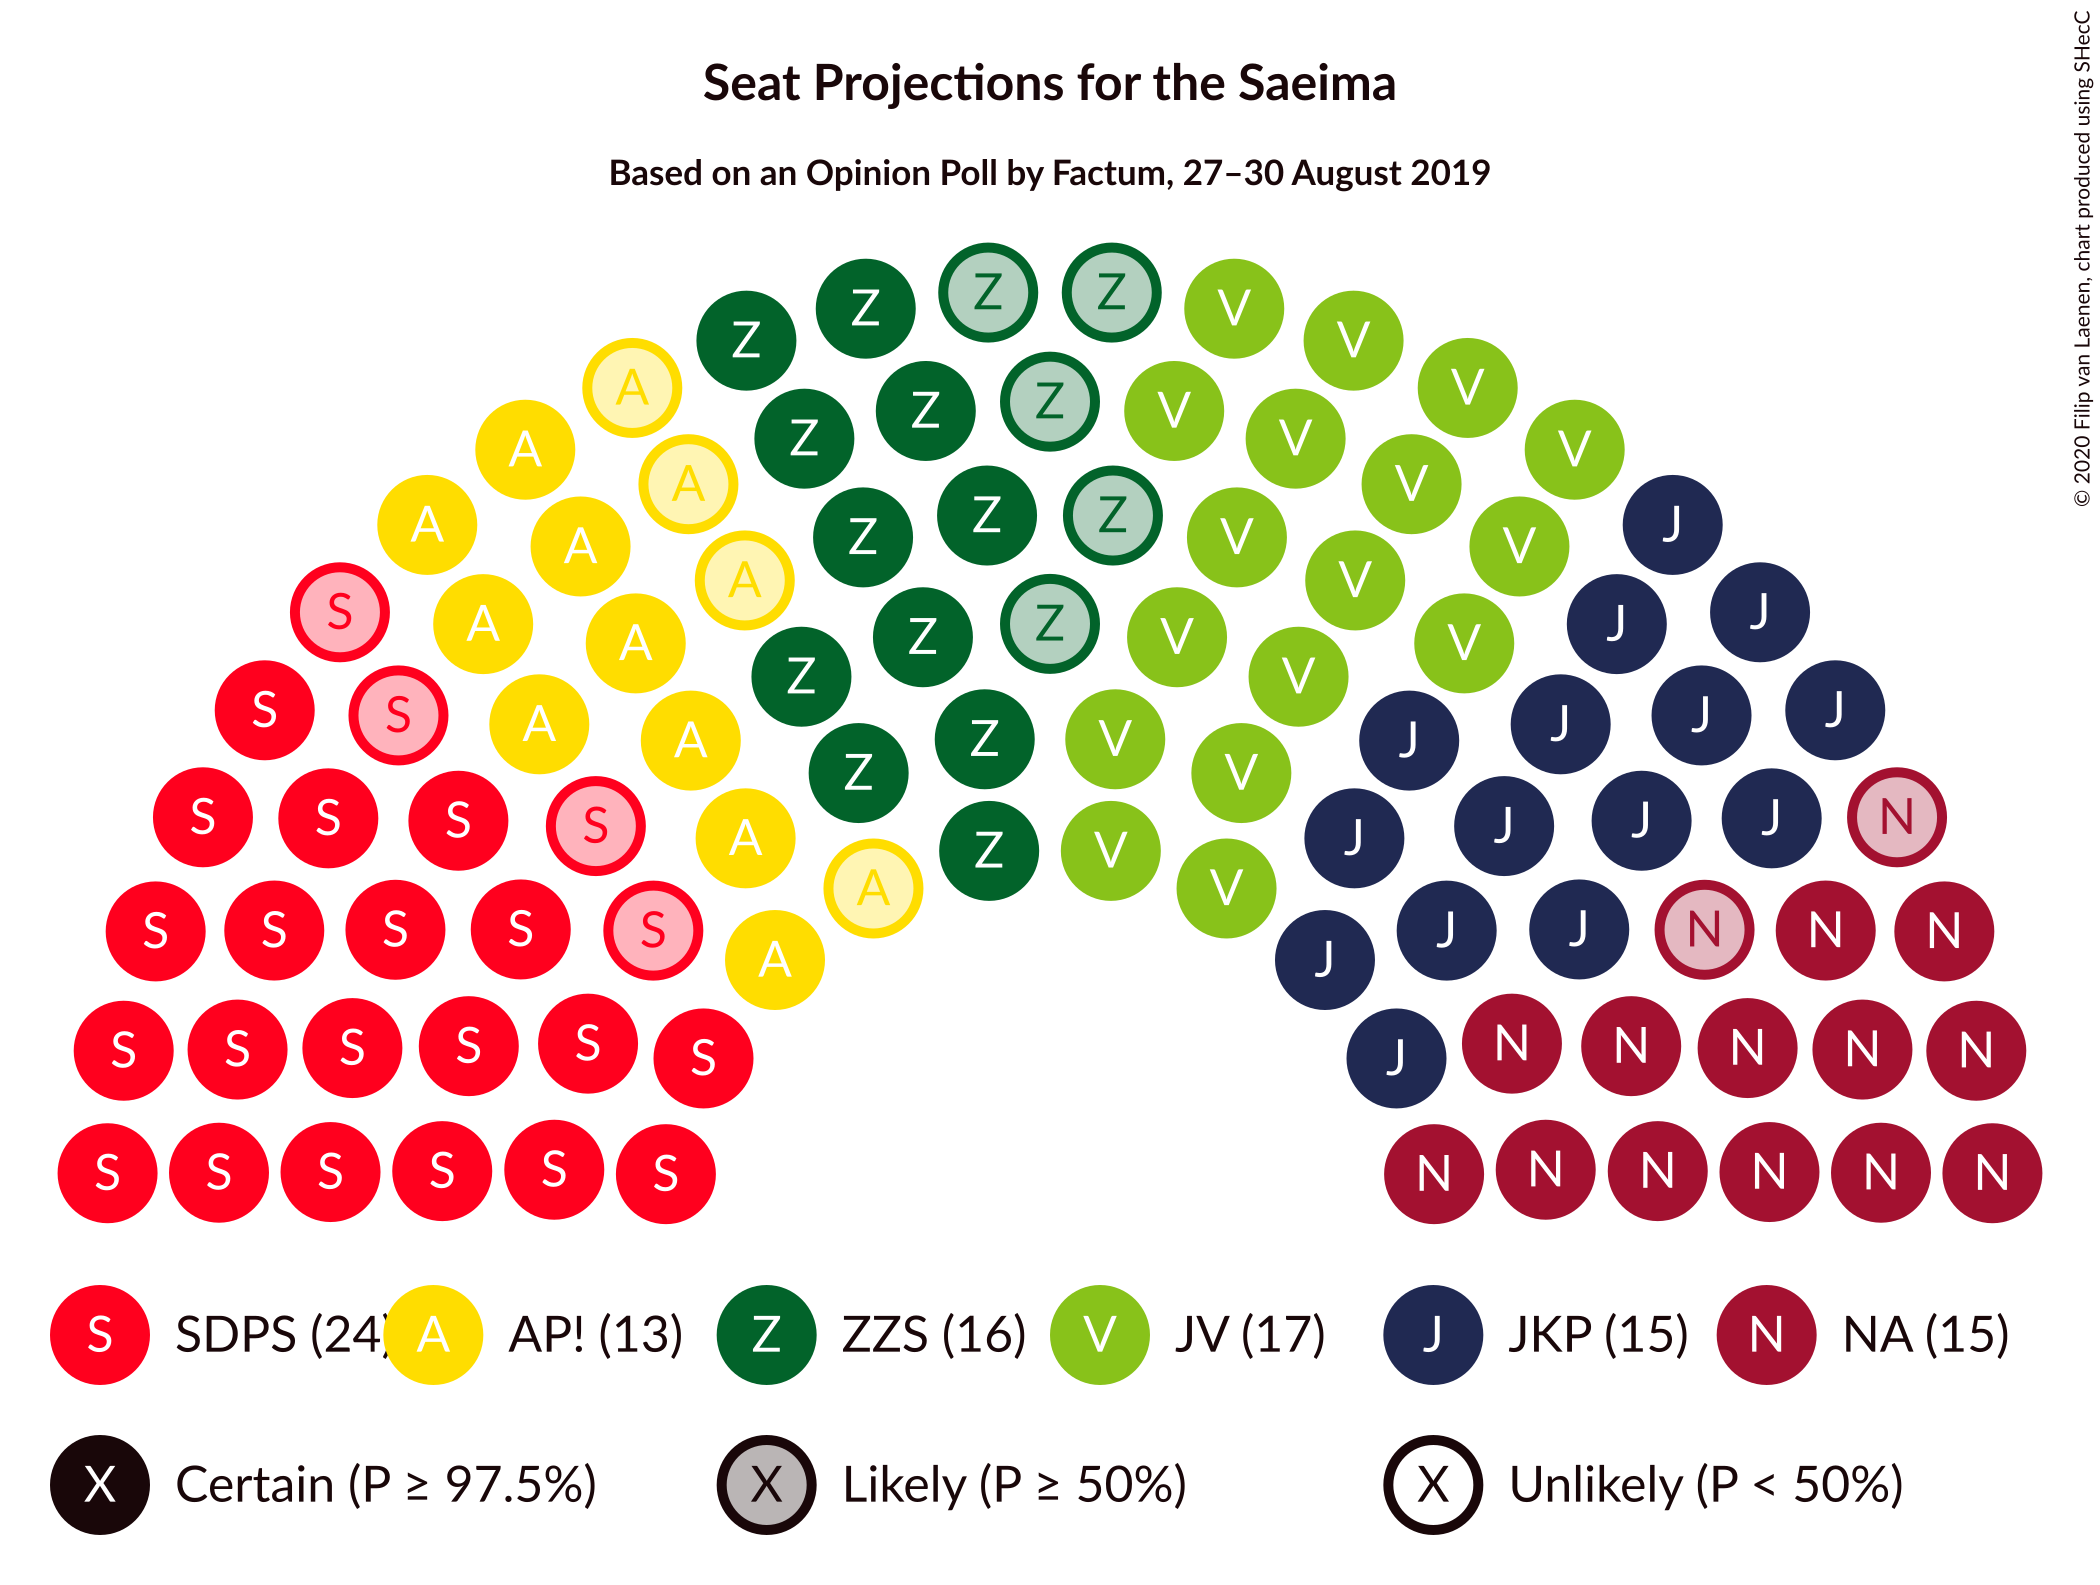 Seat Projections for the Saeima
Based on an Opinion Poll by Factum, 27–30 August 2019
© 2020 Filip van Laenen, chart produced using SHecC
Z Z Z Z V V
A Z Z Z V V V
A A Z Z Z V V V V
A A A Z Z V V V J
S A A Z Z V V V J J
S S A A Z Z V V J J J J
S S S S A Z V J J J J N
S S S S S A A V J J J N N N
S S S S S S J N N N N N
S S S S S S N N N N N N
S SDPS (24) A AP! (13) Z ZZS (16) V JV (17) J JKP (15) N NA (15)
X Certain (P ≥ 97.5%) X Likely (P ≥ 50%) X Unlikely (P < 50%)